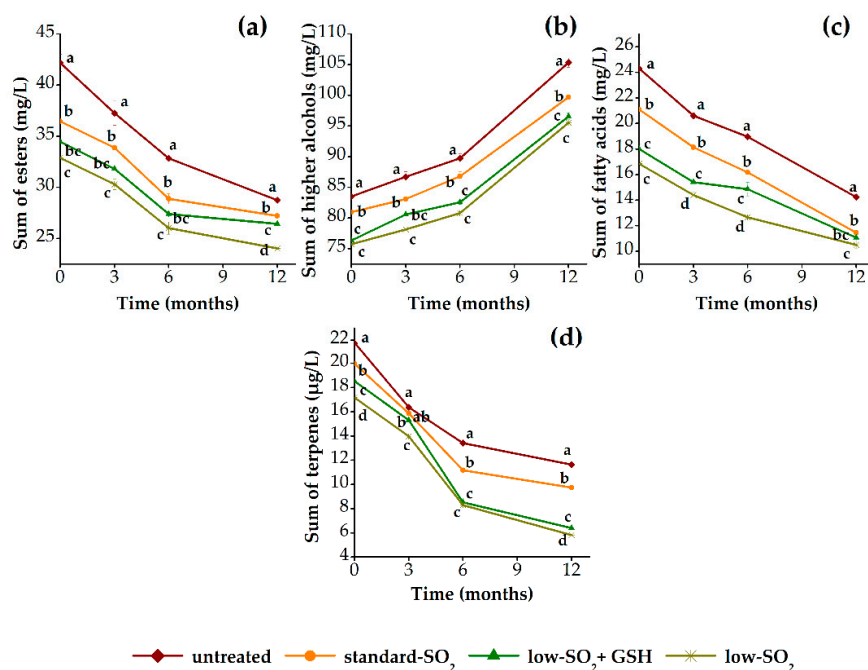 (a)
Sum of esters (mg/L)
45
40
35
30
25
a
a
a
a
b
b
b
b
bc
bc
bc
c
c
c
c
d
0
3
6
9
12
Time (months)
(b)
Sum of higher alcohols (mg/L)
105
100
95
90
85
80
75
a
a
a
a
b
b
b
b
c
bc
c
c
c
c
c
c
0
3
6
9
12
Time (months)
(c)
Sum of fatty acids (mg/L)
26
24
22
20
18
16
14
12
10
a
a
a
a
b
b
b
b
c
c
c
bc
c
d
d
c
0
3
6
9
12
Time (months)
(d)
Sum of terpenes (µg/L)
22
20
18
16
14
12
10
8
6
4
a
a
a
a
b
ab
b
b
c
b
c
c
d
c
c
d
0
3
6
9
12
Time (months)
untreated standard-SO₂ low-SO₂+ GSH low-SO₂